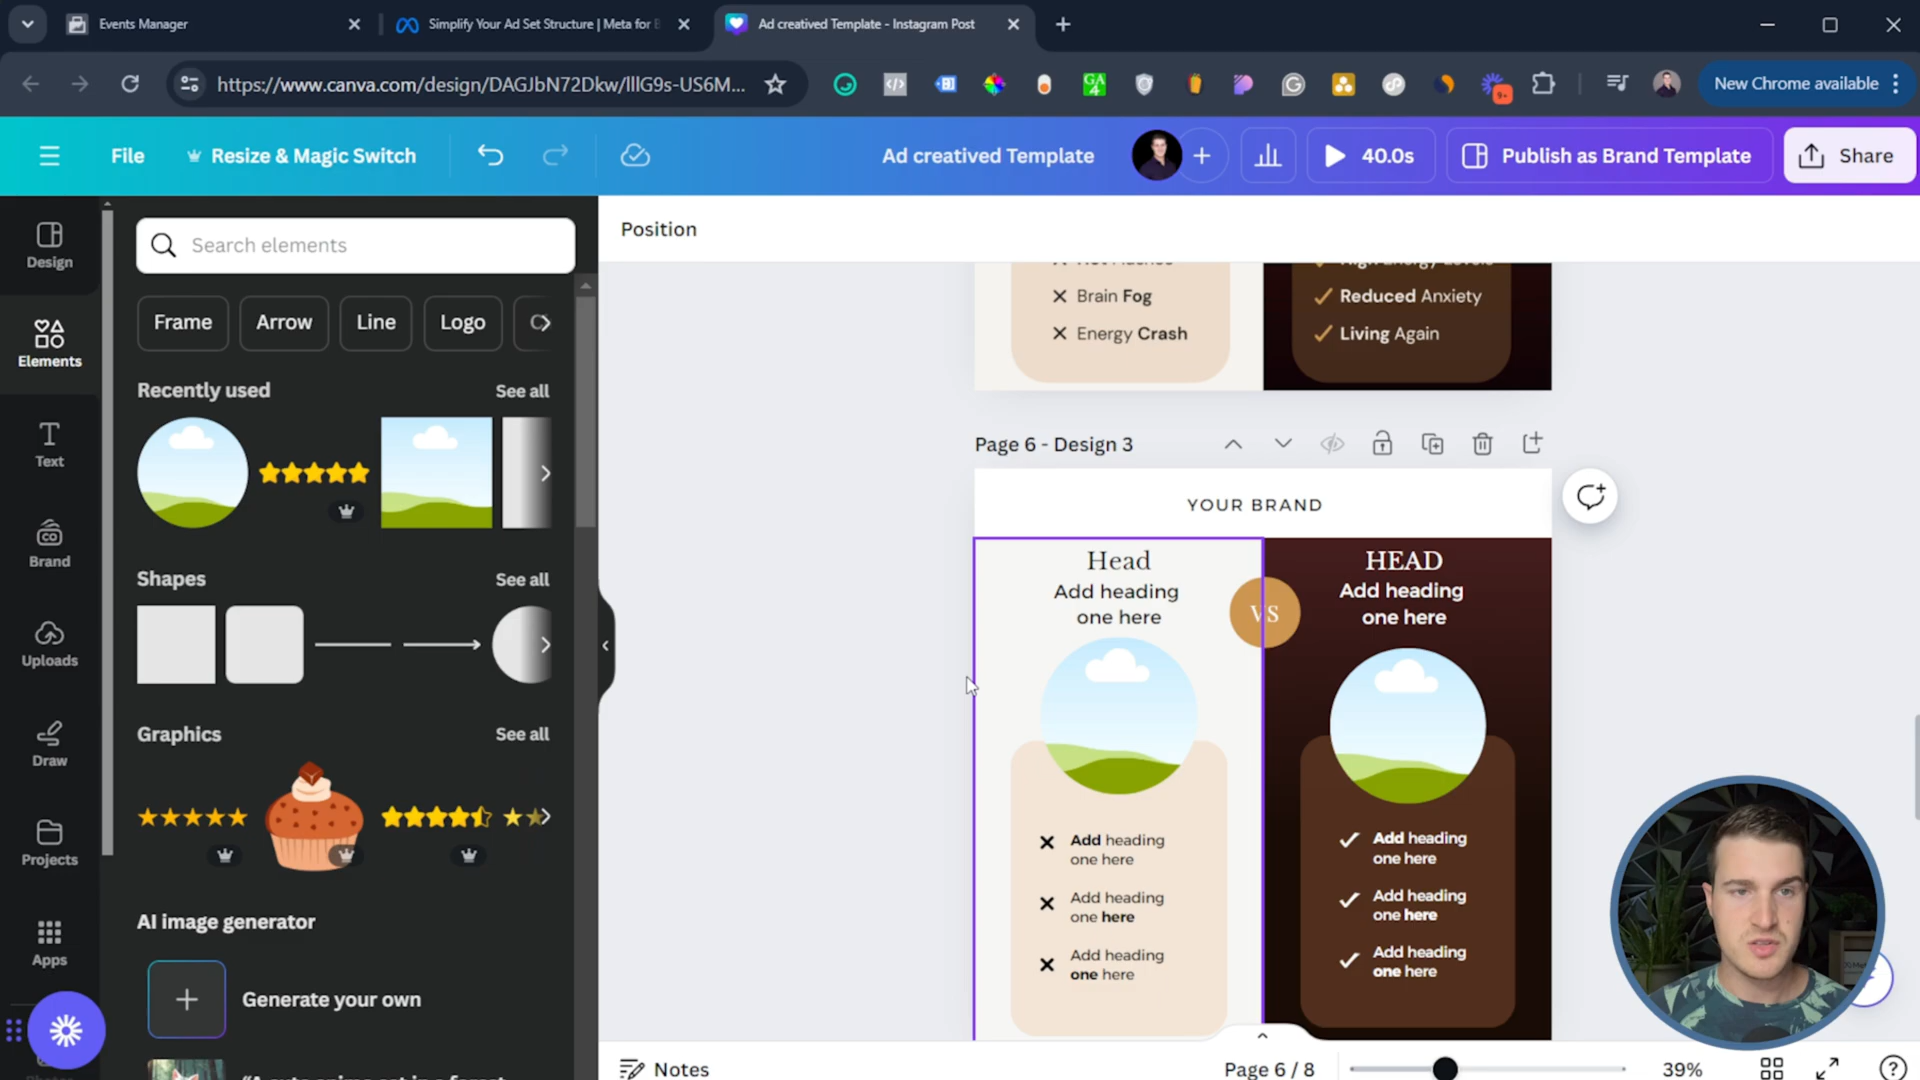 Events Manager
Simplify Your Ad Set Structure | Meta for B
Ad creatived Template - Instagram Post
https://www.canva.com/design/DAGJbN72Dkw/lllG9s-US6M...
GA
4
9+
New Chrome available
File
Resize & Magic Switch
Ad creatived Template
40.0s
Publish as Brand Template
Share
Design
Elements
Text
Brand
Uploads
Draw
Projects
Apps
Search elements
Frame
Arrow
Line
Logo
Recently used
See all
Shapes
See all
Graphics
See all
AI image generator
Generate your own
Position
Brain Fog
Energy Crash
High Energy Levels
Reduced Anxiety
Living Again
Page 6 - Design 3
YOUR BRAND
Head
Add heading
one here
VS
HEAD
Add heading
one here
Add heading
one here
Add heading
one here
Add heading
one here
Add heading
one here
Add heading
one here
Add heading
one here
Notes
Page 6 / 8
39%